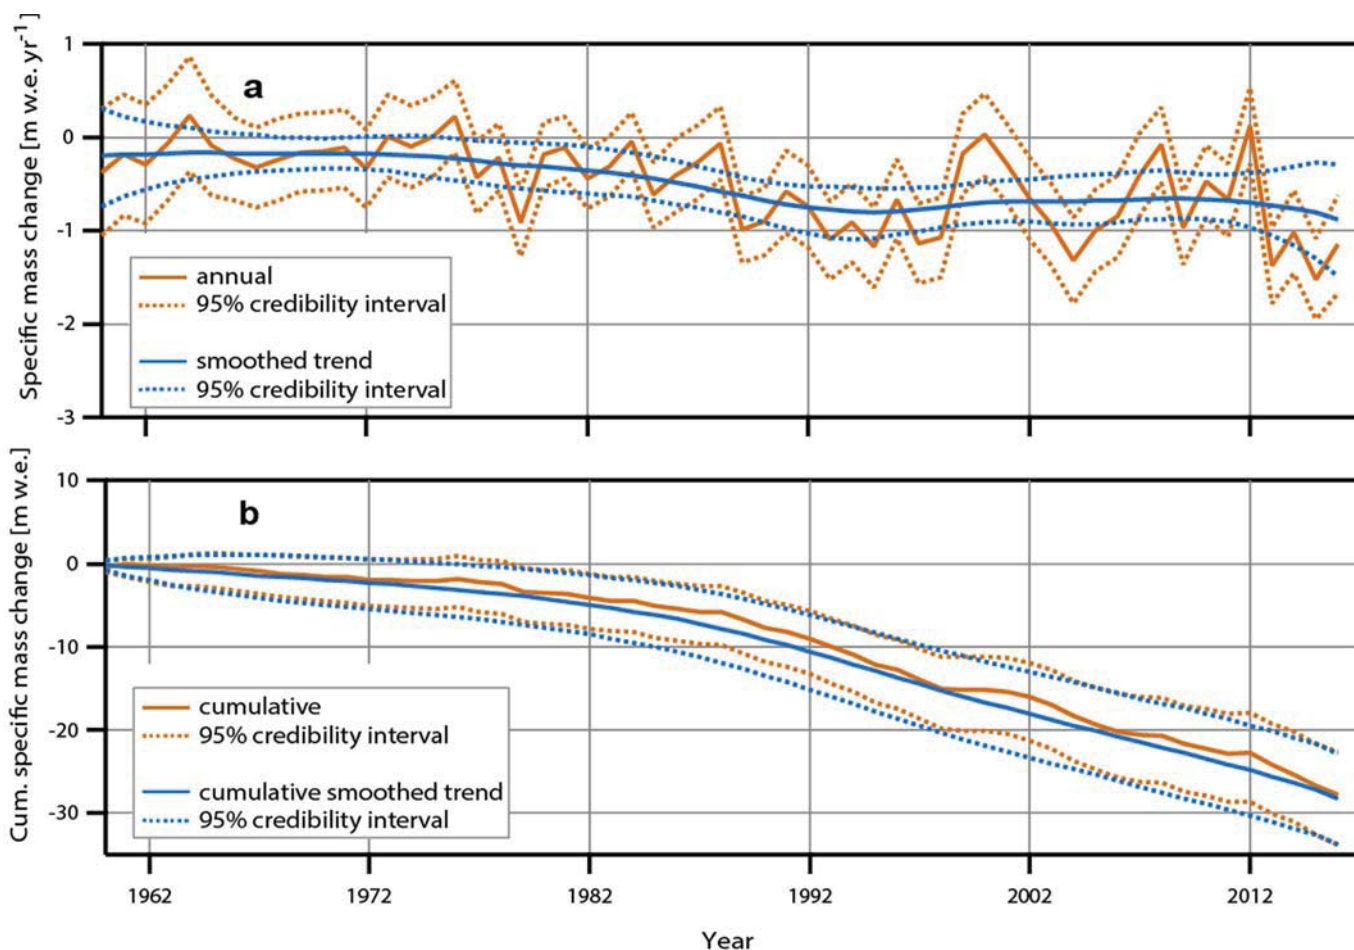 Specific mass change [m w.e. yr⁻¹]
1
0
-1
-2
-3
a
annual
95% credibility interval
smoothed trend
95% credibility interval
Cum. specific mass change [m w.e.]
10
0
-10
-20
-30
b
cumulative
95% credibility interval
cumulative smoothed trend
95% credibility interval
1962 1972 1982 1992 2002 2012
Year